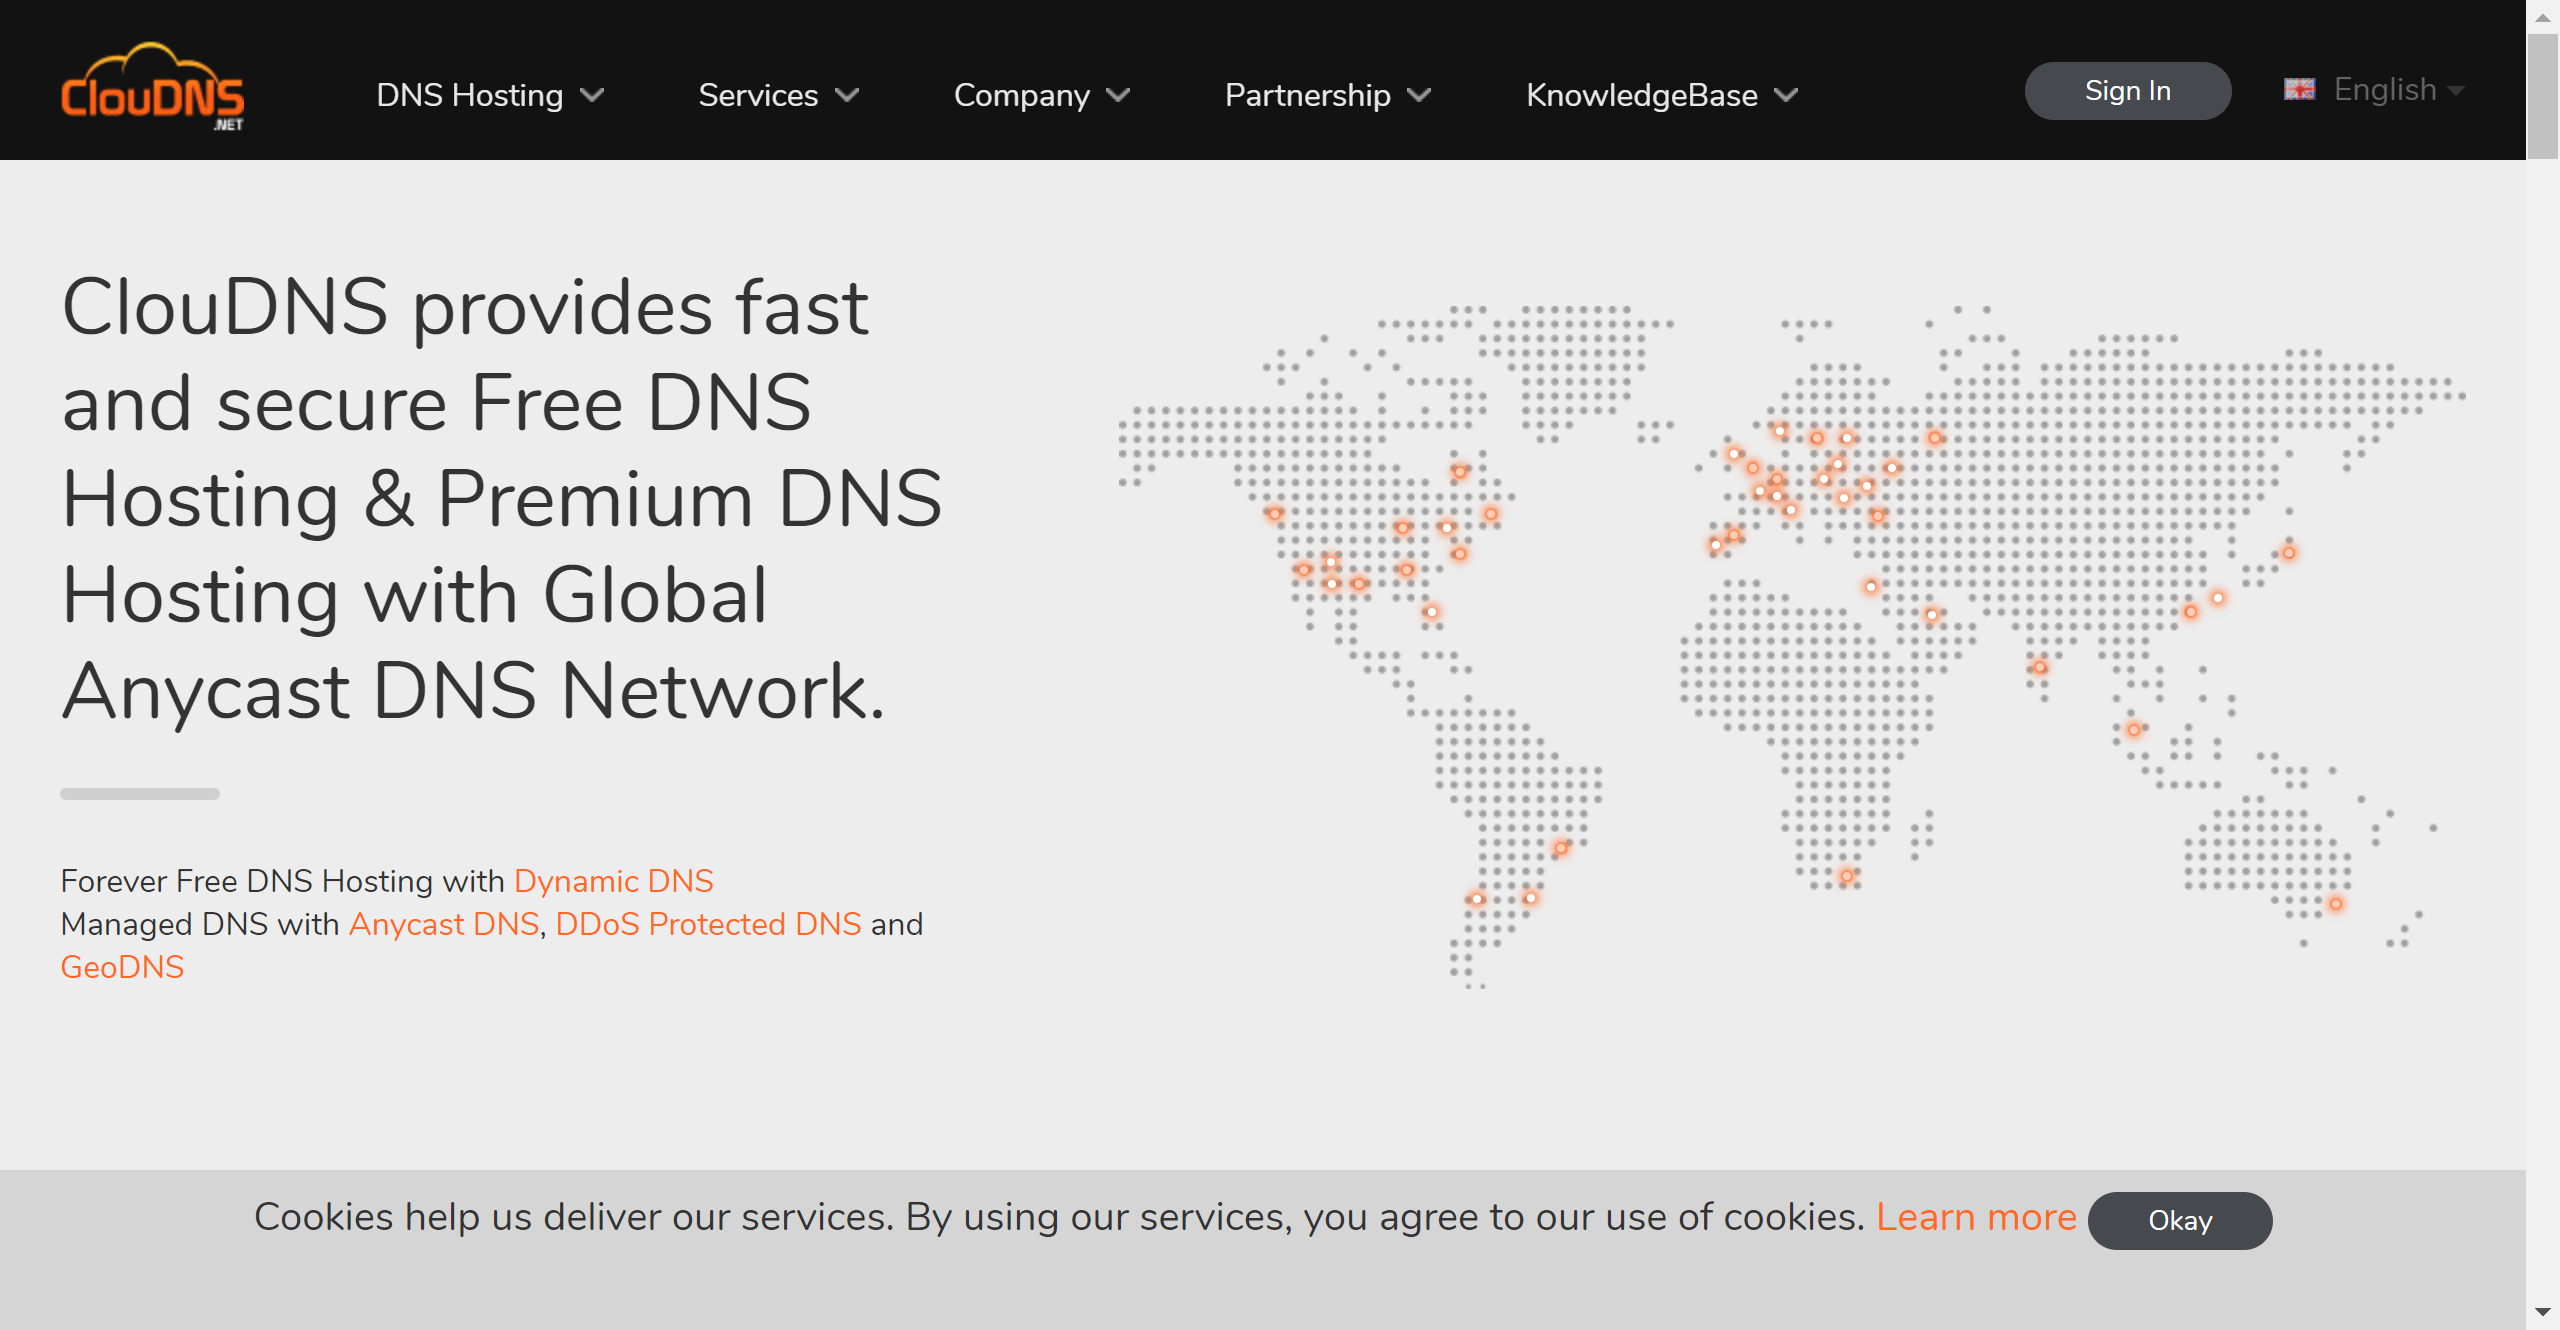 ClouDNS
.NET
DNS Hosting
Services
Company
Partnership
KnowledgeBase
Sign In
English
ClouDNS provides fast
and secure Free DNS
Hosting & Premium DNS
Hosting with Global
Anycast DNS Network.
Forever Free DNS Hosting with Dynamic DNS
Managed DNS with Anycast DNS, DDoS Protected DNS and
GeoDNS
Cookies help us deliver our services. By using our services, you agree to our use of cookies. Learn more
Okay